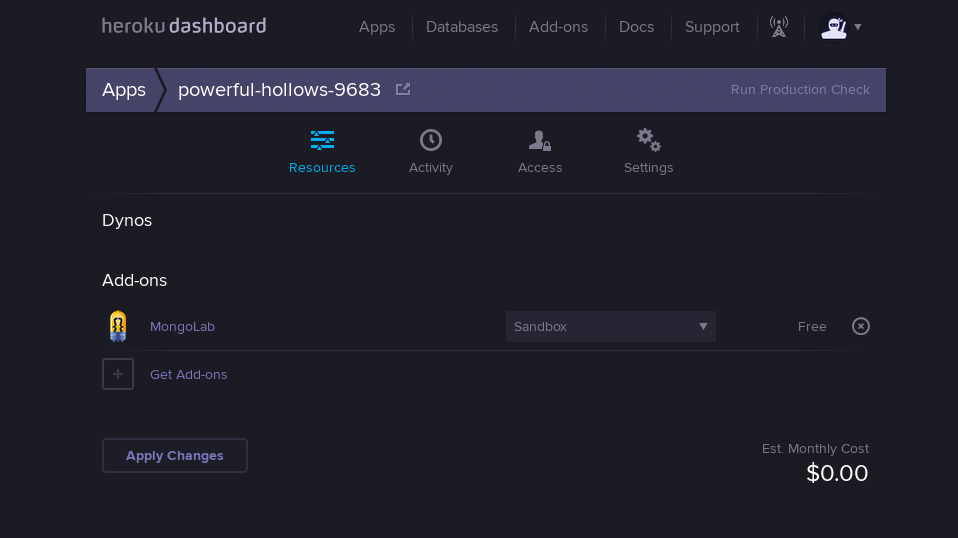 heroku dashboard
Apps
Databases
Add-ons
Docs
Support
Apps
powerful-hollows-9683
Run Production Check
Resources
Activity
Access
Settings
Dynos
Add-ons
MongoLab
Sandbox
Free
Get Add-ons
Apply Changes
Est. Monthly Cost
$0.00